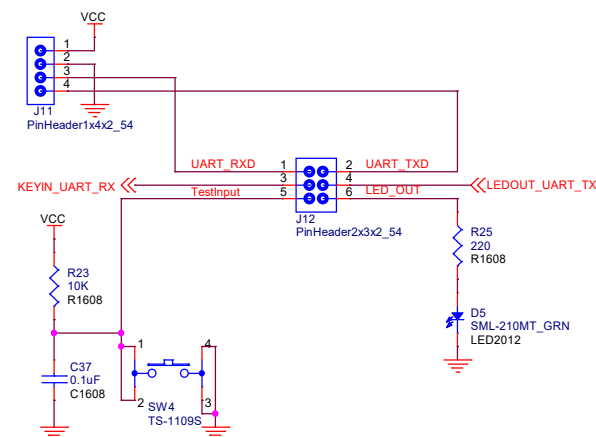 VCC
1
2
3
4
J11
PinHeader1x4x2_54
UART_RXD 1 2 UART_TXD
KEYIN_UART_RX 3 4 LEDOUT_UART_TX
TestInput 5 6 LED_OUT
J12
PinHeader2x3x2_54
VCC
R25
220
R1608
R23
10K
R1608
D5
SML-210MT_GRN
LED2012
1 4
C37
0.1uF
C1608
2 3
SW4
TS-1109S